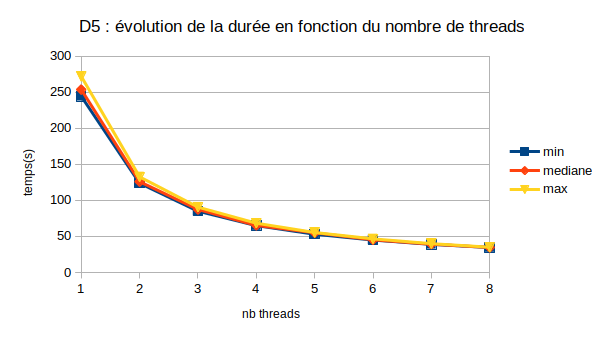 D5 : évolution de la durée en fonction du nombre de threads
300
250
200
150
100
50
0
temps(s)
1 2 3 4 5 6 7 8
nb threads
min
mediane
max